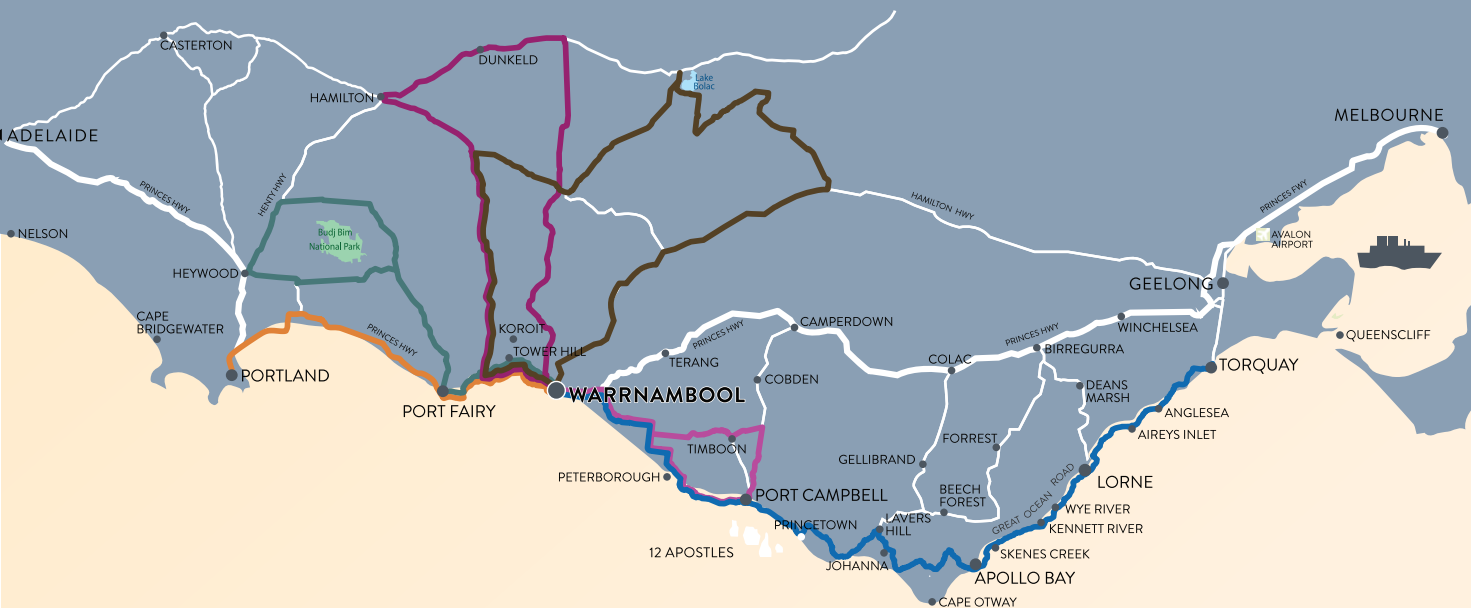 CASTERTON
DUNKELD
HAMILTON
Lake
Bolac
MELBOURNE
ADELAIDE
PRINCES HWY
HENTY HWY
PRINCES FWY
HAMILTON HWY
NELSON
Budj Bim
National Park
AVALON
AIRPORT
HEYWOOD
GEELONG
CAPE
BRIDGEWATER
PRINCES HWY
KOROIT
TOWER HILL
PRINCES HWY
CAMPERDOWN
PRINCES HWY
WINCHELSEA
QUEENSCLIFF
TERANG
COLAC
BIRREGURRA
TORQUAY
PORTLAND
COBDEN
DEANS
MARSH
WARRNAMBOOL
PORT FAIRY
ANGLESEA
AIREYS INLET
TIMBOON
FORREST
GELLIBRAND
PETERBOROUGH
PORT CAMPBELL
BEECH
FOREST
GREAT OCEAN ROAD
LORNE
WYE RIVER
PRINCETOWN
LAVERS
HILL
KENNETT RIVER
12 APOSTLES
JOHANNA
SKENES CREEK
APOLLO BAY
CAPE OTWAY